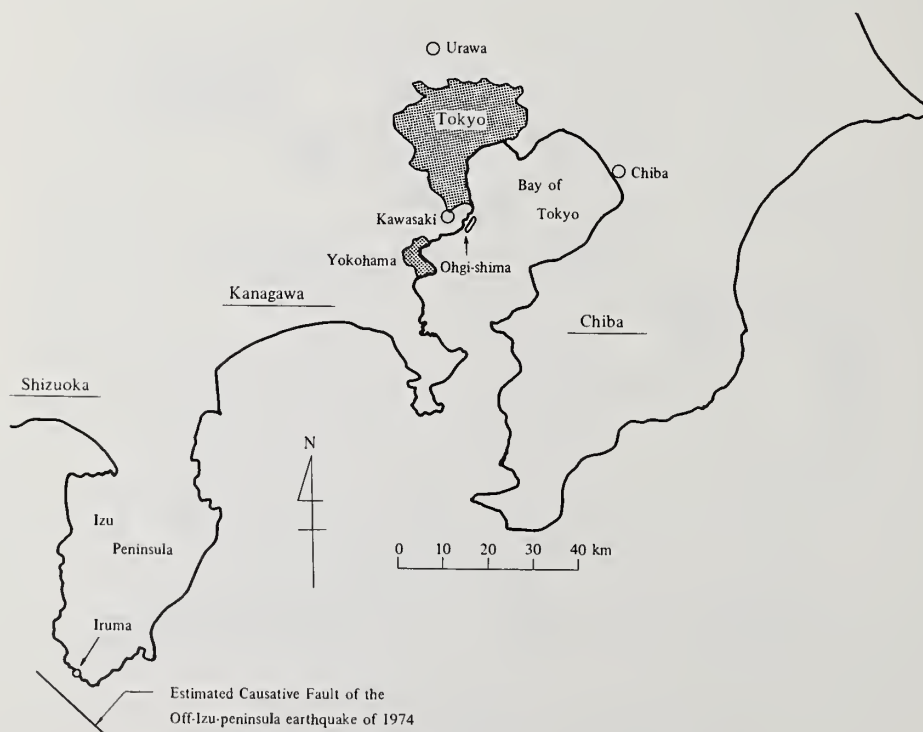 Urawa
Tokyo
Chiba
Bay of
Tokyo
Kawasaki
Yokohama
Ohgi-shima
Kanagawa
Chiba
Shizuoka
N
Izu
Peninsula
0 10 20 30 40 km
Iruma
Estimated Causative Fault of the
Off-Izu-peninsula earthquake of 1974